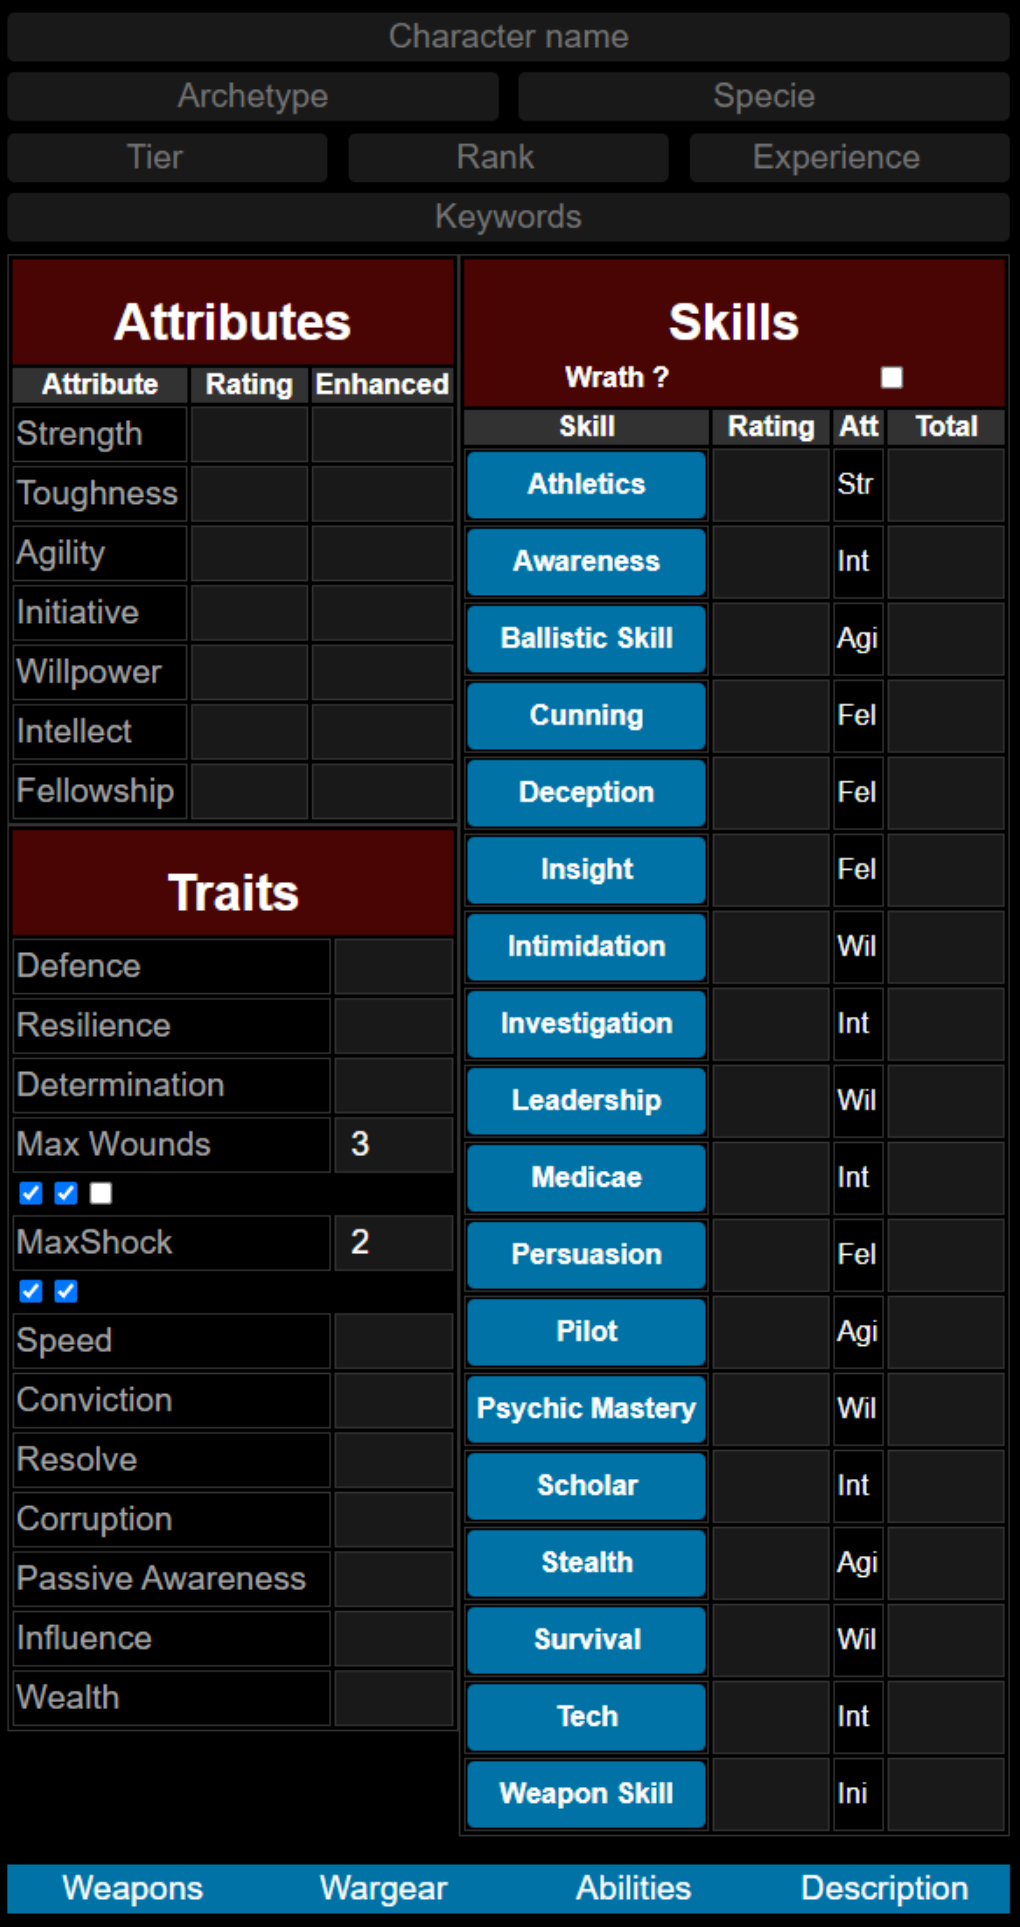 Character name
Archetype Specie
Tier Rank Experience
Keywords
Attributes
Attribute Rating Enhanced
Strength
Toughness
Agility
Initiative
Willpower
Intellect
Fellowship
Traits
Defence
Resilience
Determination
Max Wounds 3
MaxShock 2
Speed
Conviction
Resolve
Corruption
Passive Awareness
Influence
Wealth
Skills
Wrath ?
Skill Rating Att Total
Athletics Str
Awareness Int
Ballistic Skill Agi
Cunning Fel
Deception Fel
Insight Fel
Intimidation Wil
Investigation Int
Leadership Wil
Medicae Int
Persuasion Fel
Pilot Agi
Psychic Mastery Wil
Scholar Int
Stealth Agi
Survival Wil
Tech Int
Weapon Skill Ini
Weapons Wargear Abilities Description